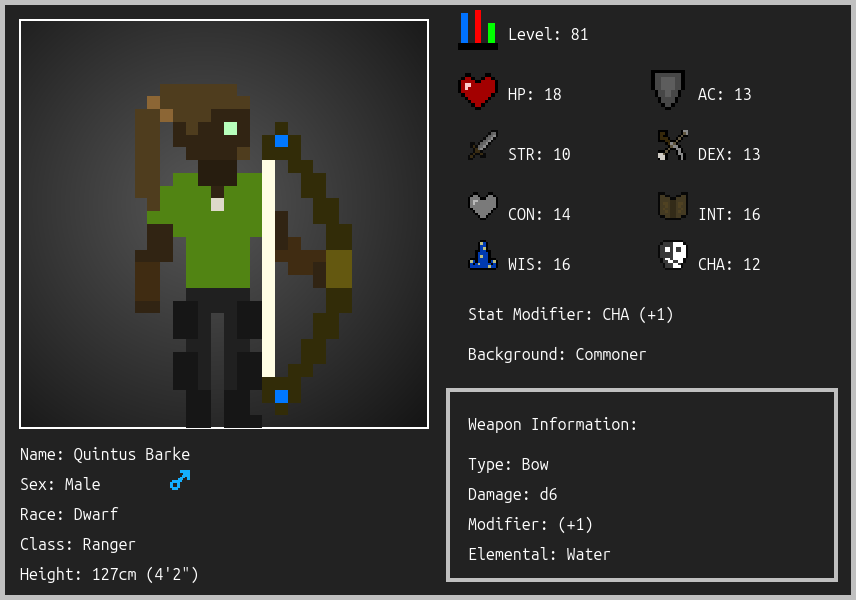 Level: 81
HP: 18
AC: 13
STR: 10
DEX: 13
CON: 14
INT: 16
WIS: 16
CHA: 12
Stat Modifier: CHA (+1)
Background: Commoner
Weapon Information:
Type: Bow
Damage: d6
Modifier: (+1)
Elemental: Water
Name: Quintus Barke
Sex: Male
Race: Dwarf
Class: Ranger
Height: 127cm (4'2")